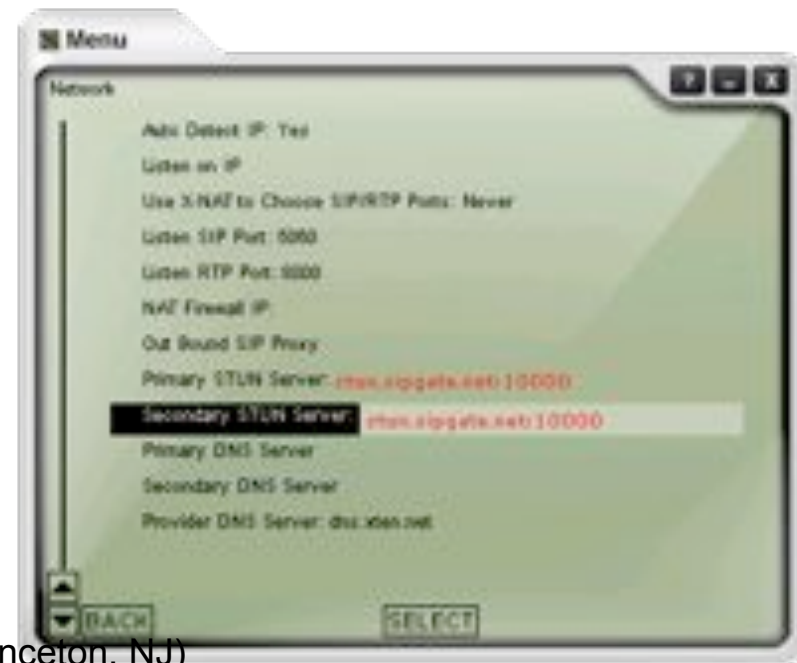 Menu
? - X
Network
Auto Detect IP: Yes
Listen on IP
Use X-NAT to Choose SIP/RTP Ports: Never
Listen SIP Port: 5060
Listen RTP Port: 8000
NAT Firewall IP:
Out Bound SIP Proxy
Primary STUN Server: stun.sipgate.net:10000
Secondary STUN Server: stun.sipgate.net:10000
Primary DNS Server
Secondary DNS Server
Provider DNS Server: dns.xten.net
BACK SELECT
nceton, NJ)